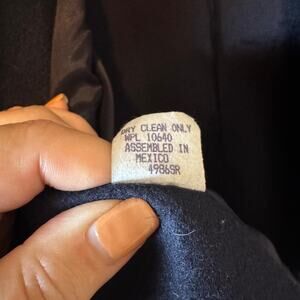 DRY CLEAN ONLY
WPL 10640
ASSEMBLED IN
MEXICO
4986SR